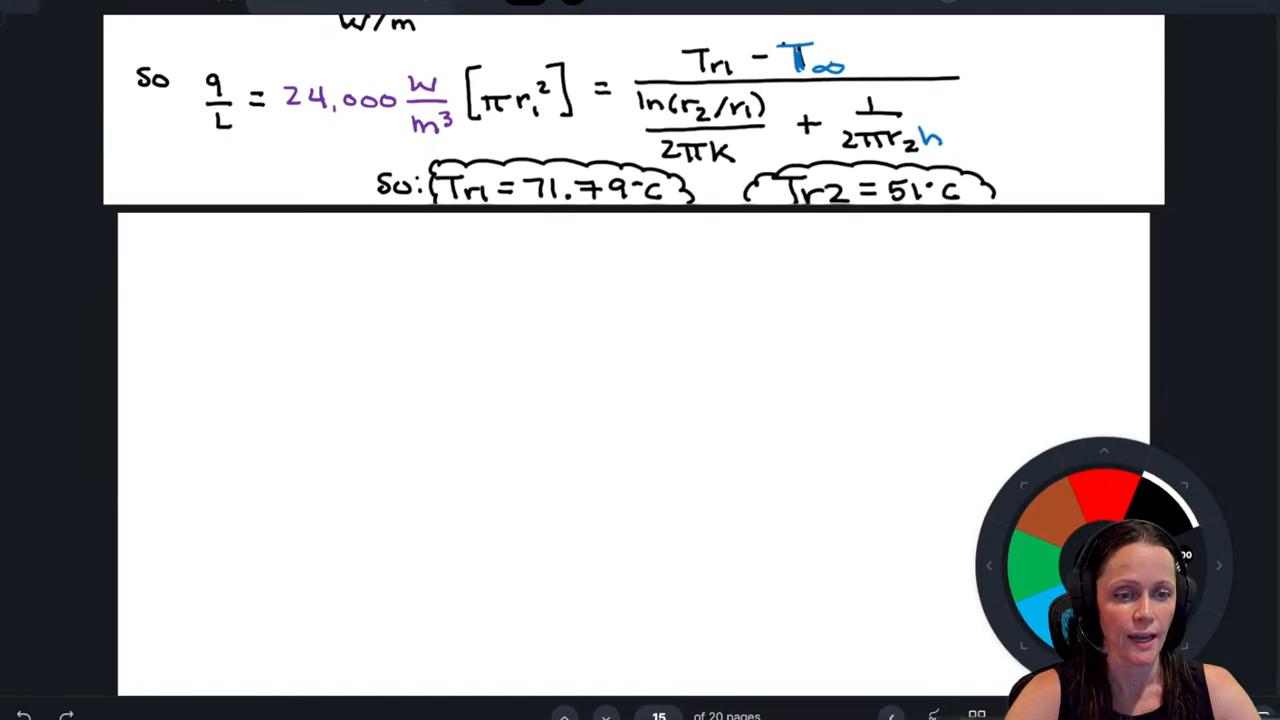 W/m
So q/L = 24,000 W/m³ [πr₁²] = (Tr₁ - T∞) / (ln(r₂/r₁)/2πk + 1/2πr₂h)
So: Tr₁ = 71.79°C Tr2 = 51°C
15 of 20 pages